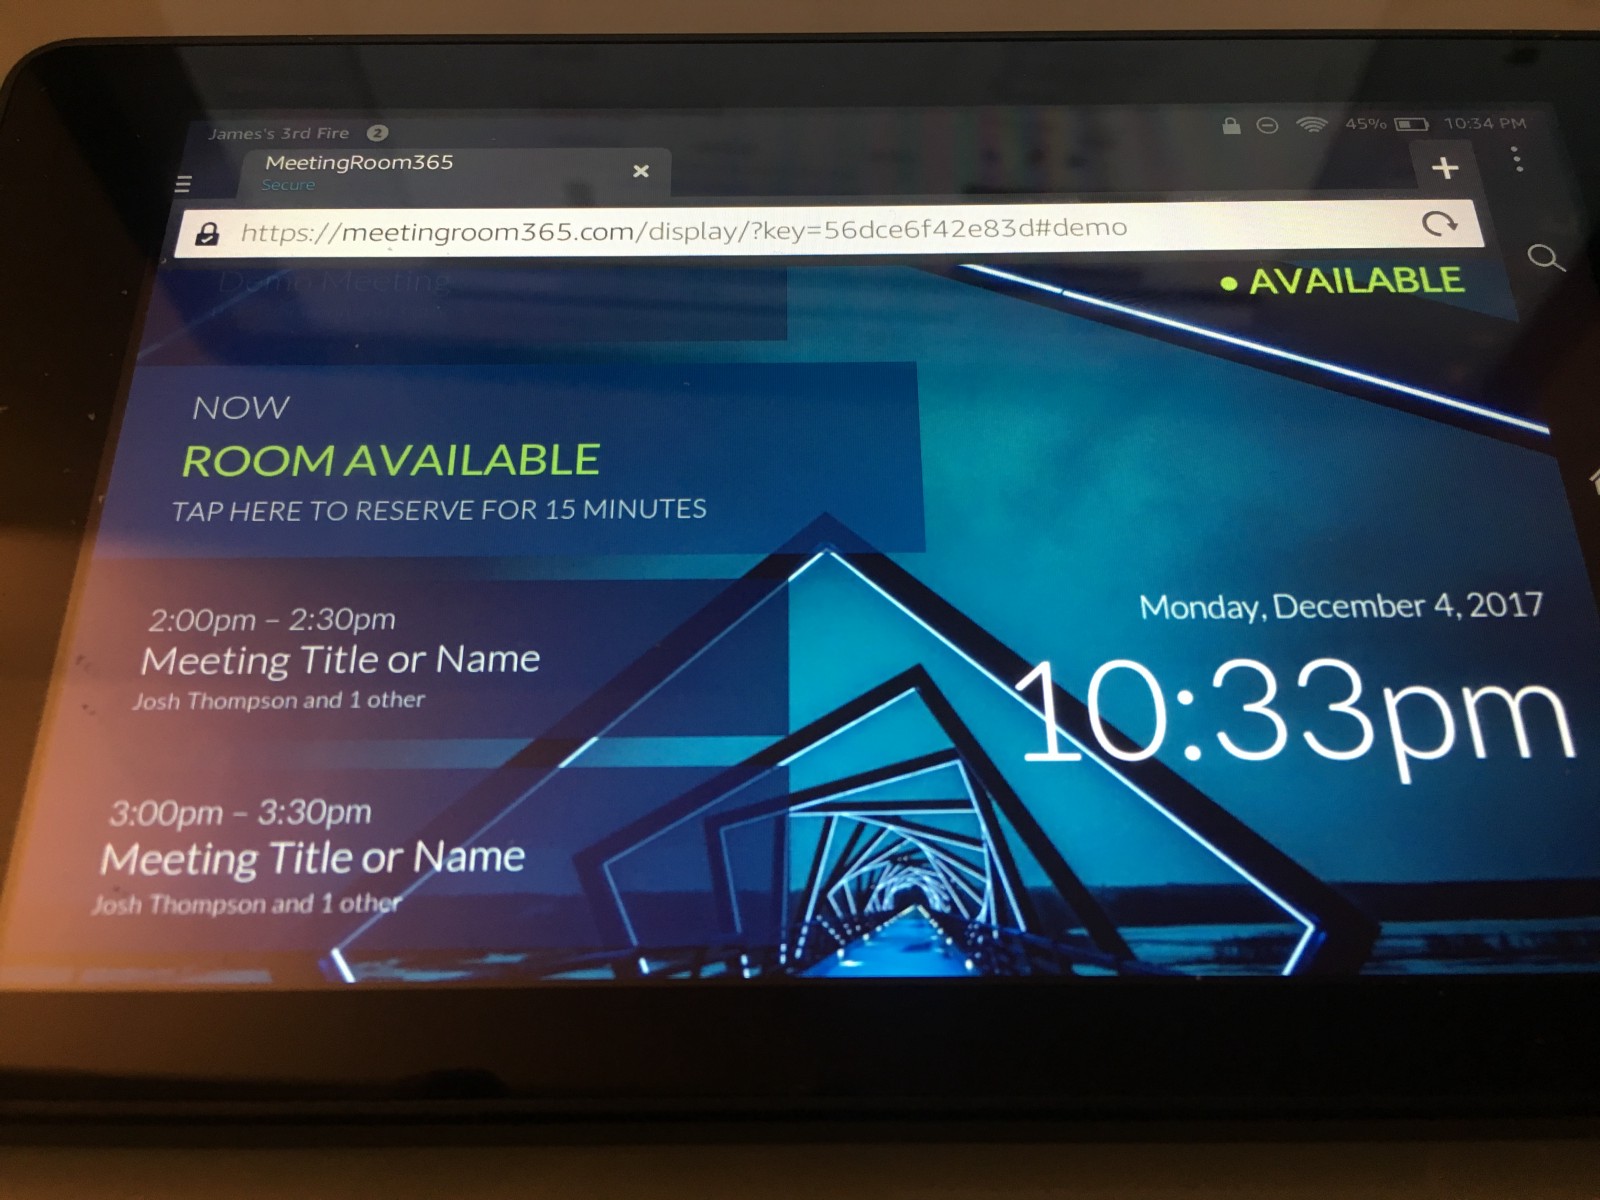 James's 3rd Fire 2
45% 10:34 PM
MeetingRoom365
Secure
https://meetingroom365.com/display/?key=56dce6f42e83d#demo
Demo Meeting
• AVAILABLE
NOW
ROOM AVAILABLE
TAP HERE TO RESERVE FOR 15 MINUTES
2:00pm – 2:30pm
Meeting Title or Name
Josh Thompson and 1 other
3:00pm – 3:30pm
Meeting Title or Name
Josh Thompson and 1 other
Monday, December 4, 2017
10:33pm